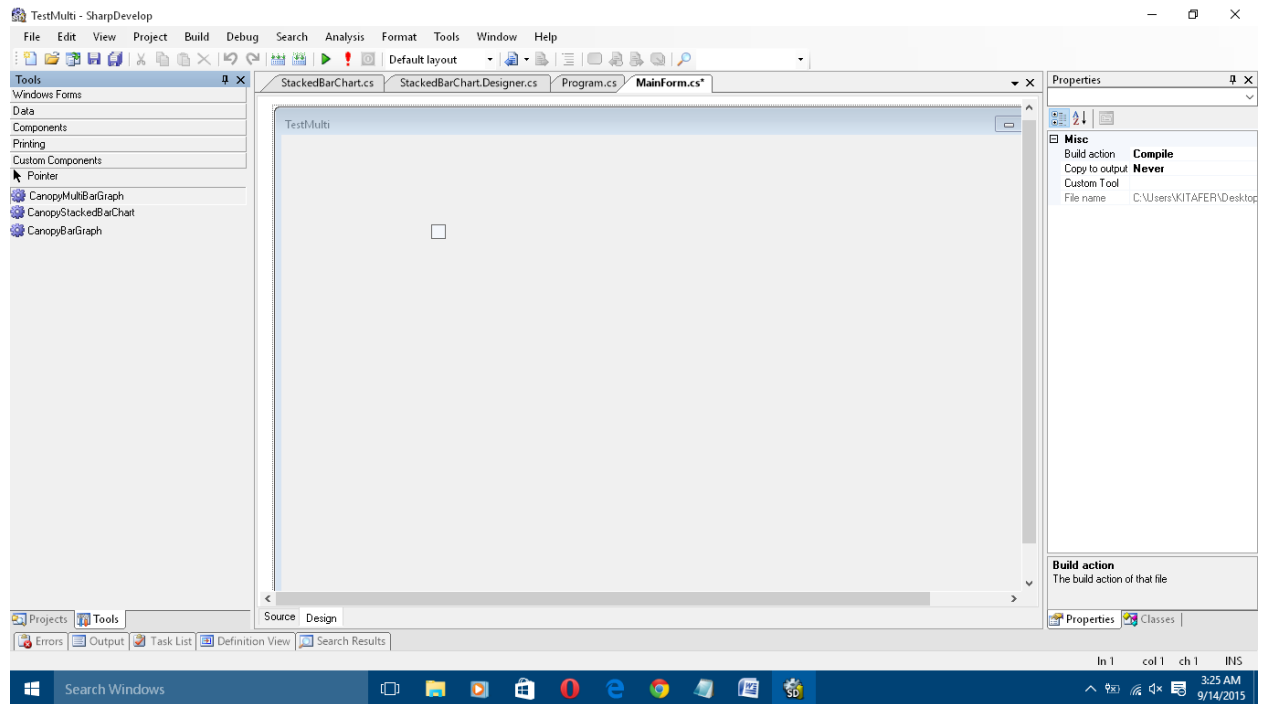 TestMulti - SharpDevelop
File Edit View Project Build Debug Search Analysis Format Tools Window Help
Default layout
Tools
Windows Forms
Data
Components
Printing
Custom Components
Pointer
CanopyMultiBarGraph
CanopyStackedBarChart
CanopyBarGraph
Projects Tools
StackedBarChart.cs StackedBarChart.Designer.cs Program.cs MainForm.cs*
TestMulti
Source Design
Properties
Misc
Build action Compile
Copy to output Never
Custom Tool
File name C:\Users\KITAFER\Desktop
Build action
The build action of that file
Properties Classes
Errors Output Task List Definition View Search Results
ln 1 col 1 ch 1 INS
Search Windows
SD
3:25 AM
9/14/2015